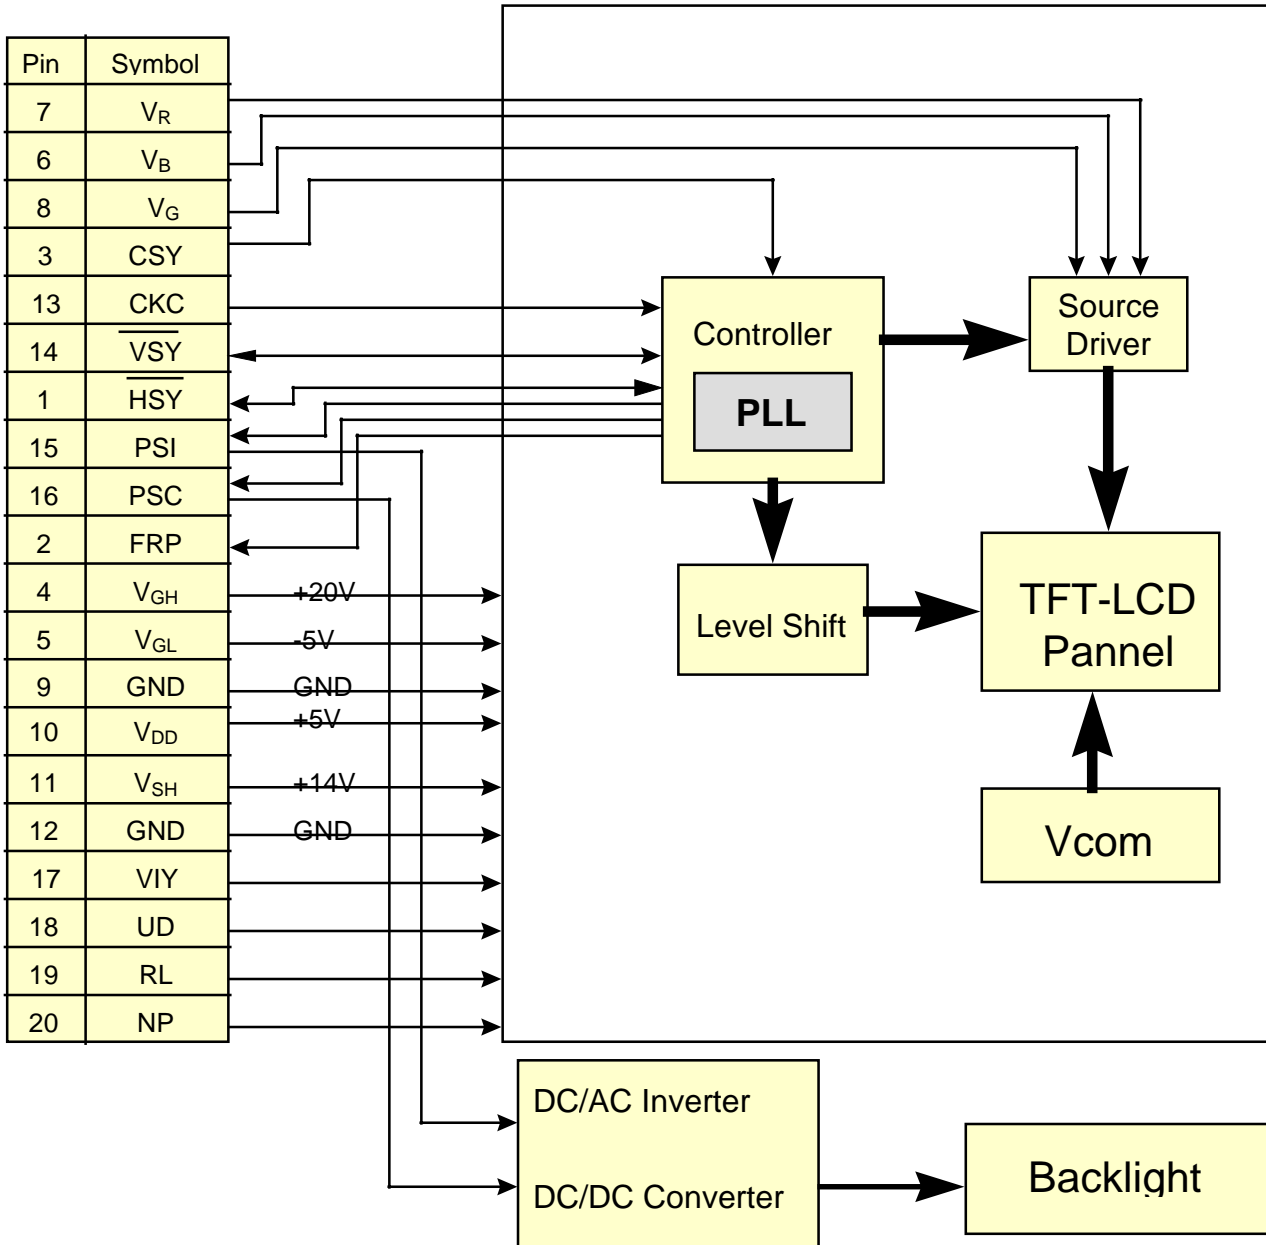 Pin Symbol
7 VR
6 VB
8 VG
3 CSY
13 CKC
14 VSY
1 HSY
15 PSI
16 PSC
2 FRP
4 VGH +20V
5 VGL -5V
9 GND GND
10 VDD +5V
11 VSH +14V
12 GND GND
17 VIY
18 UD
19 RL
20 NP
Controller
PLL
Source
Driver
Level Shift
TFT-LCD
Pannel
Vcom
DC/AC Inverter
DC/DC Converter
Backlight